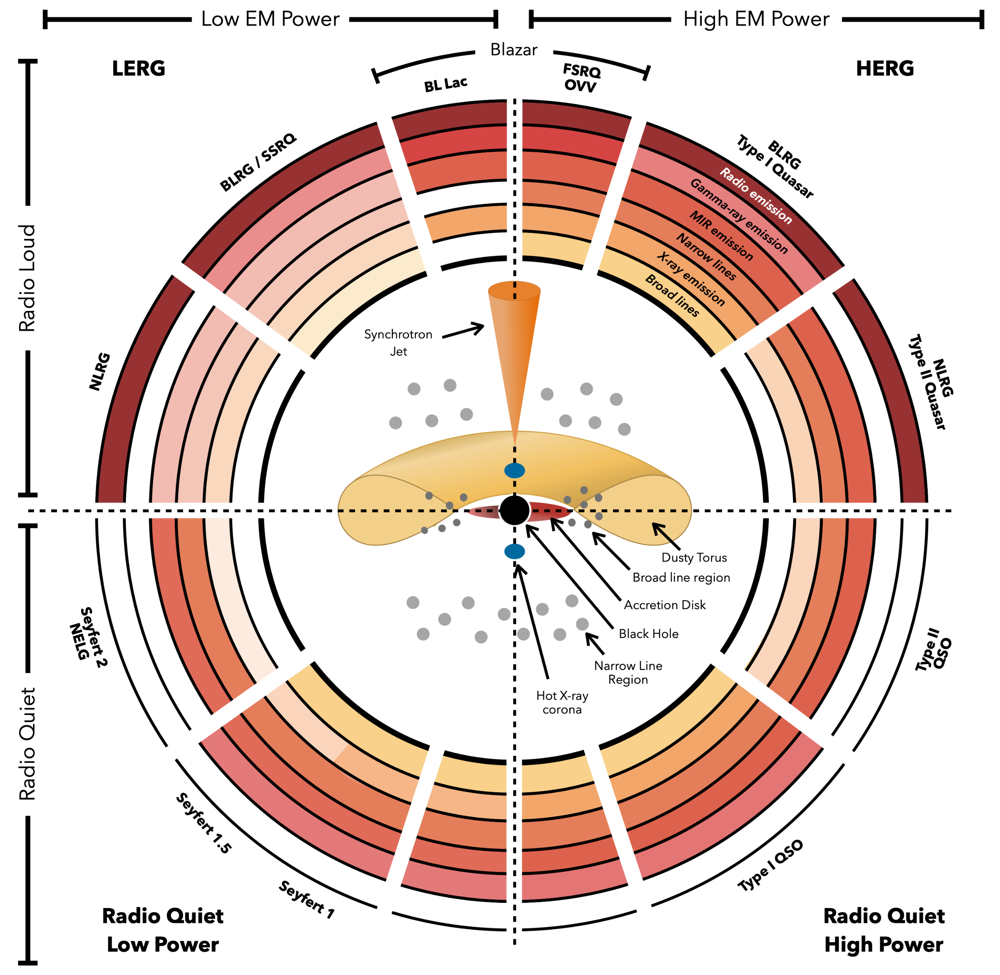 Low EM Power
High EM Power
Blazar
LERG
HERG
BL Lac
FSRQ
OVV
BLRG / SSRQ
BLRG
Type I Quasar
Radio emission
Gamma-ray emission
MIR emission
Narrow lines
X-ray emission
Broad lines
Radio Loud
NLRG
NLRG
Type II Quasar
Synchrotron
Jet
Dusty Torus
Broad line region
Accretion Disk
Black Hole
Narrow Line
Region
Hot X-ray
corona
Radio Quiet
Seyfert 2
NELG
Type II
QSO
Seyfert 1.5
Seyfert 1
Type I QSO
Radio Quiet
Low Power
Radio Quiet
High Power